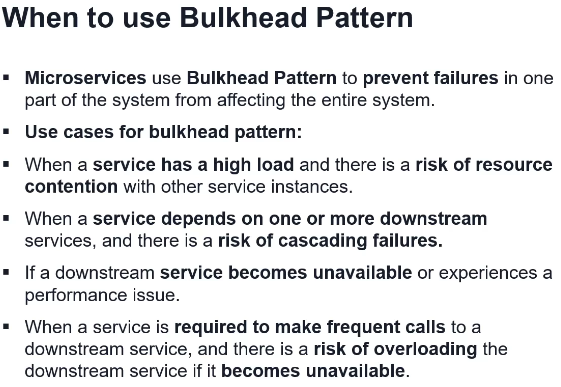 When to use Bulkhead Pattern
▪ Microservices use Bulkhead Pattern to prevent failures in one
part of the system from affecting the entire system.
▪ Use cases for bulkhead pattern:
▪ When a service has a high load and there is a risk of resource
contention with other service instances.
▪ When a service depends on one or more downstream
services, and there is a risk of cascading failures.
▪ If a downstream service becomes unavailable or experiences a
performance issue.
▪ When a service is required to make frequent calls to a
downstream service, and there is a risk of overloading the
downstream service if it becomes unavailable.